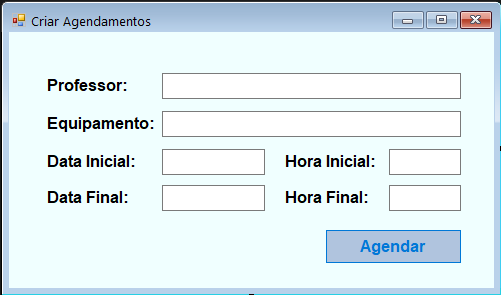 Criar Agendamentos
Professor:
Equipamento:
Data Inicial: Hora Inicial:
Data Final: Hora Final:
Agendar